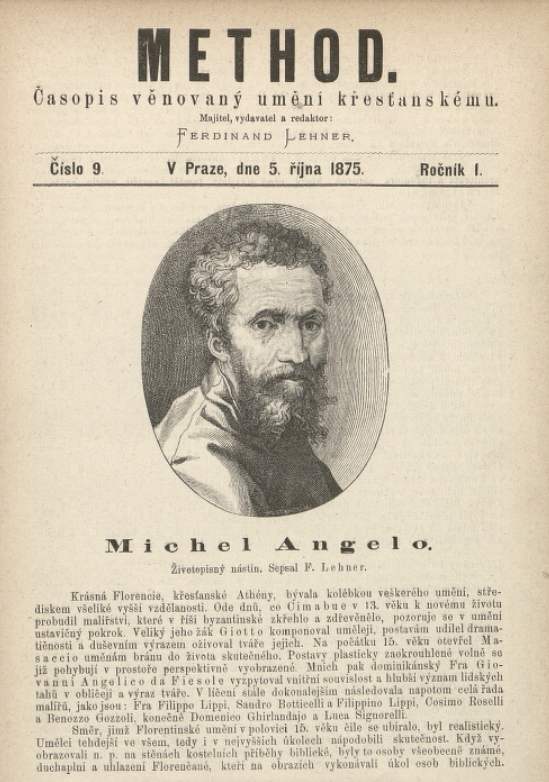 METHOD.
Časopis věnovaný umění křesťanskému.
Majitel, vydavatel a redaktor:
FERDINAND LEHNER.
Číslo 9. V Praze, dne 5. října 1875. Ročník I.
Michel Angelo.
Životopisný nástin. Sepsal F. Lehner.
Krásná Florencie, křesťanské Athény, bývala kolébkou veškerého umění, stře-
diskem všeliké vyšší vzdělanosti. Ode dnů, co Cimabue v 13. věku k novému životu
probudil malířství, které v říši byzantinské zkřehlo a zdřevěnělo, pozoruje se v umění
ustavičný pokrok. Veliký jeho žák Giotto komponoval uměleji, postavám udílel drama-
tičnosti a duševním výrazem oživoval tváře jejich. Na počátku 15. věku otevřel Ma-
saccio uměnám bránu do života skutečného. Postavy plasticky zaokrouhlené volně se
již pohybují v prostoře perspektivně vyobrazené. Mnich pak dominikánský Fra Gio-
vanni Angelico da Fiesole vyzpytoval vnitřní souvislost a hlubší význam lidských
tahů v obličeji a výraz tváře. V líčení stále dokonalejším následovala napotom celá řada
malířů, jako jsou: Fra Filippo Lippi, Sandro Botticelli a Filippino Lippi, Cosimo Roselli
a Benozzo Gozzoli, konečně Domenico Ghirlandajo a Luca Signorelli.
Směr, jímž Florentinské umění v polovici 15. věku čile se ubíralo, byl realistický.
Umělci tehdejší ve všem, tedy i v nejvyšších úkolech nápodobili skutečnost. Když vy-
obrazovali n. p. na stěnách kostelních příběhy biblické, byly to osoby všeobecně známé,
duchaplní a uhlazení Florenčané, kteří na obrazích vykonávali úkol osob biblických.